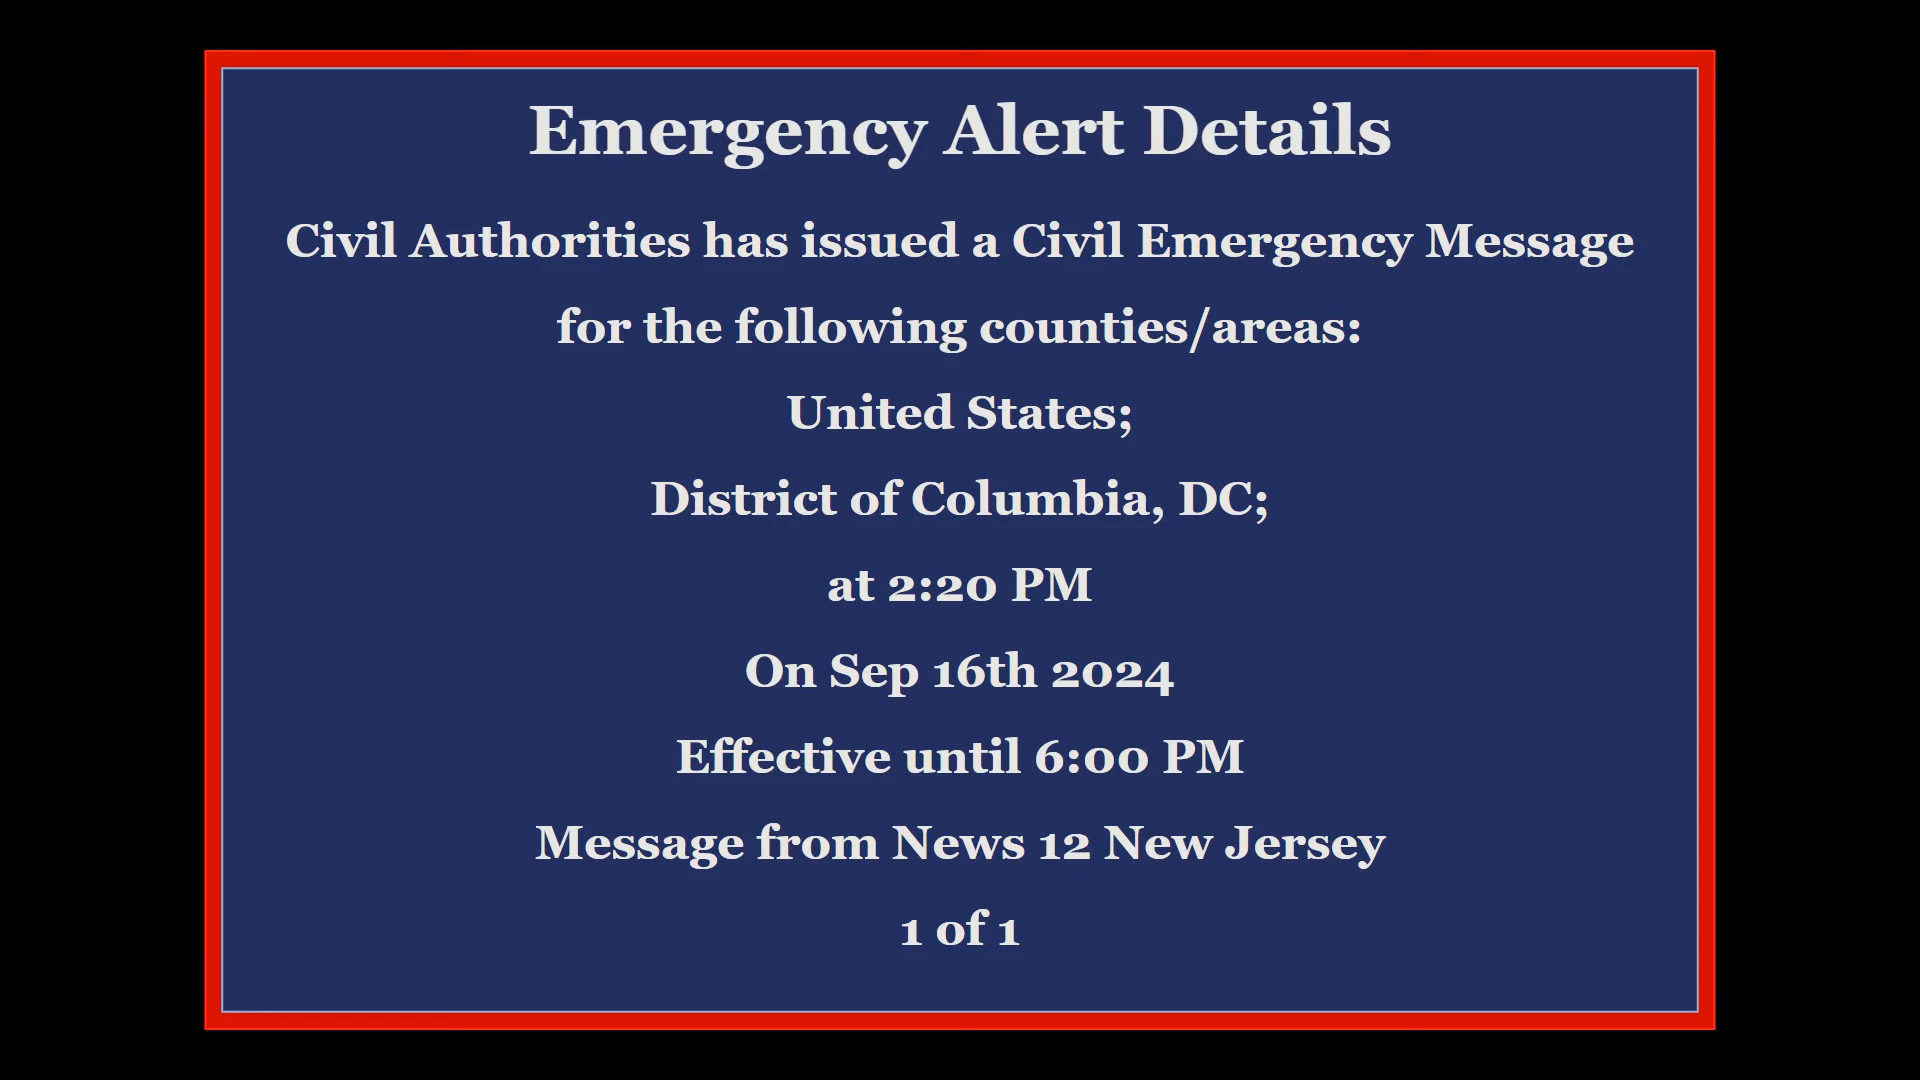 Emergency Alert Details
Civil Authorities has issued a Civil Emergency Message
for the following counties/areas:
United States;
District of Columbia, DC;
at 2:20 PM
On Sep 16th 2024
Effective until 6:00 PM
Message from News 12 New Jersey
1 of 1